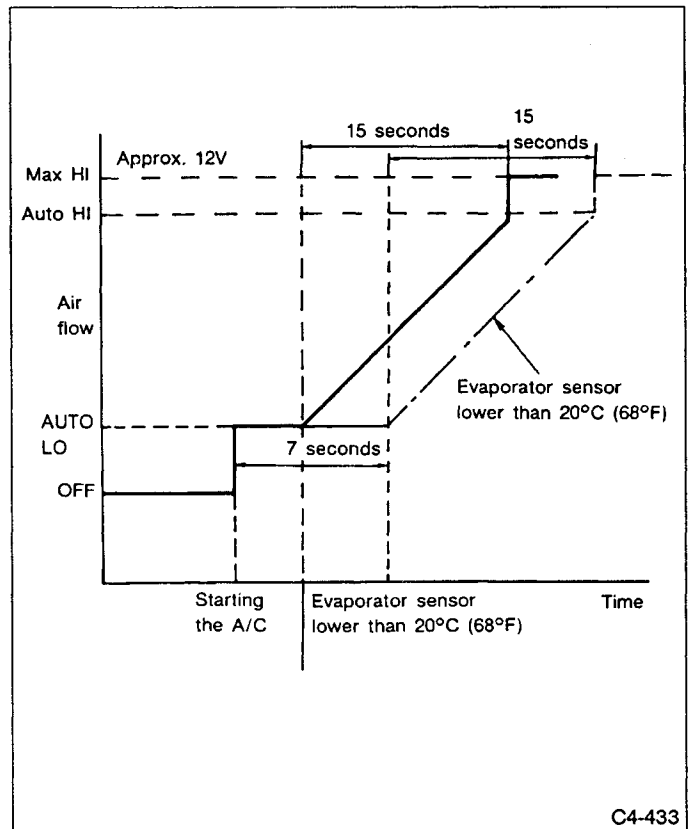 15 seconds
15
seconds
Approx. 12V
Max HI
Auto HI
Air
flow
Evaporator sensor
lower than 20°C (68°F)
AUTO
LO
7 seconds
OFF
Starting
the A/C
Evaporator sensor
lower than 20°C (68°F)
Time
C4-433